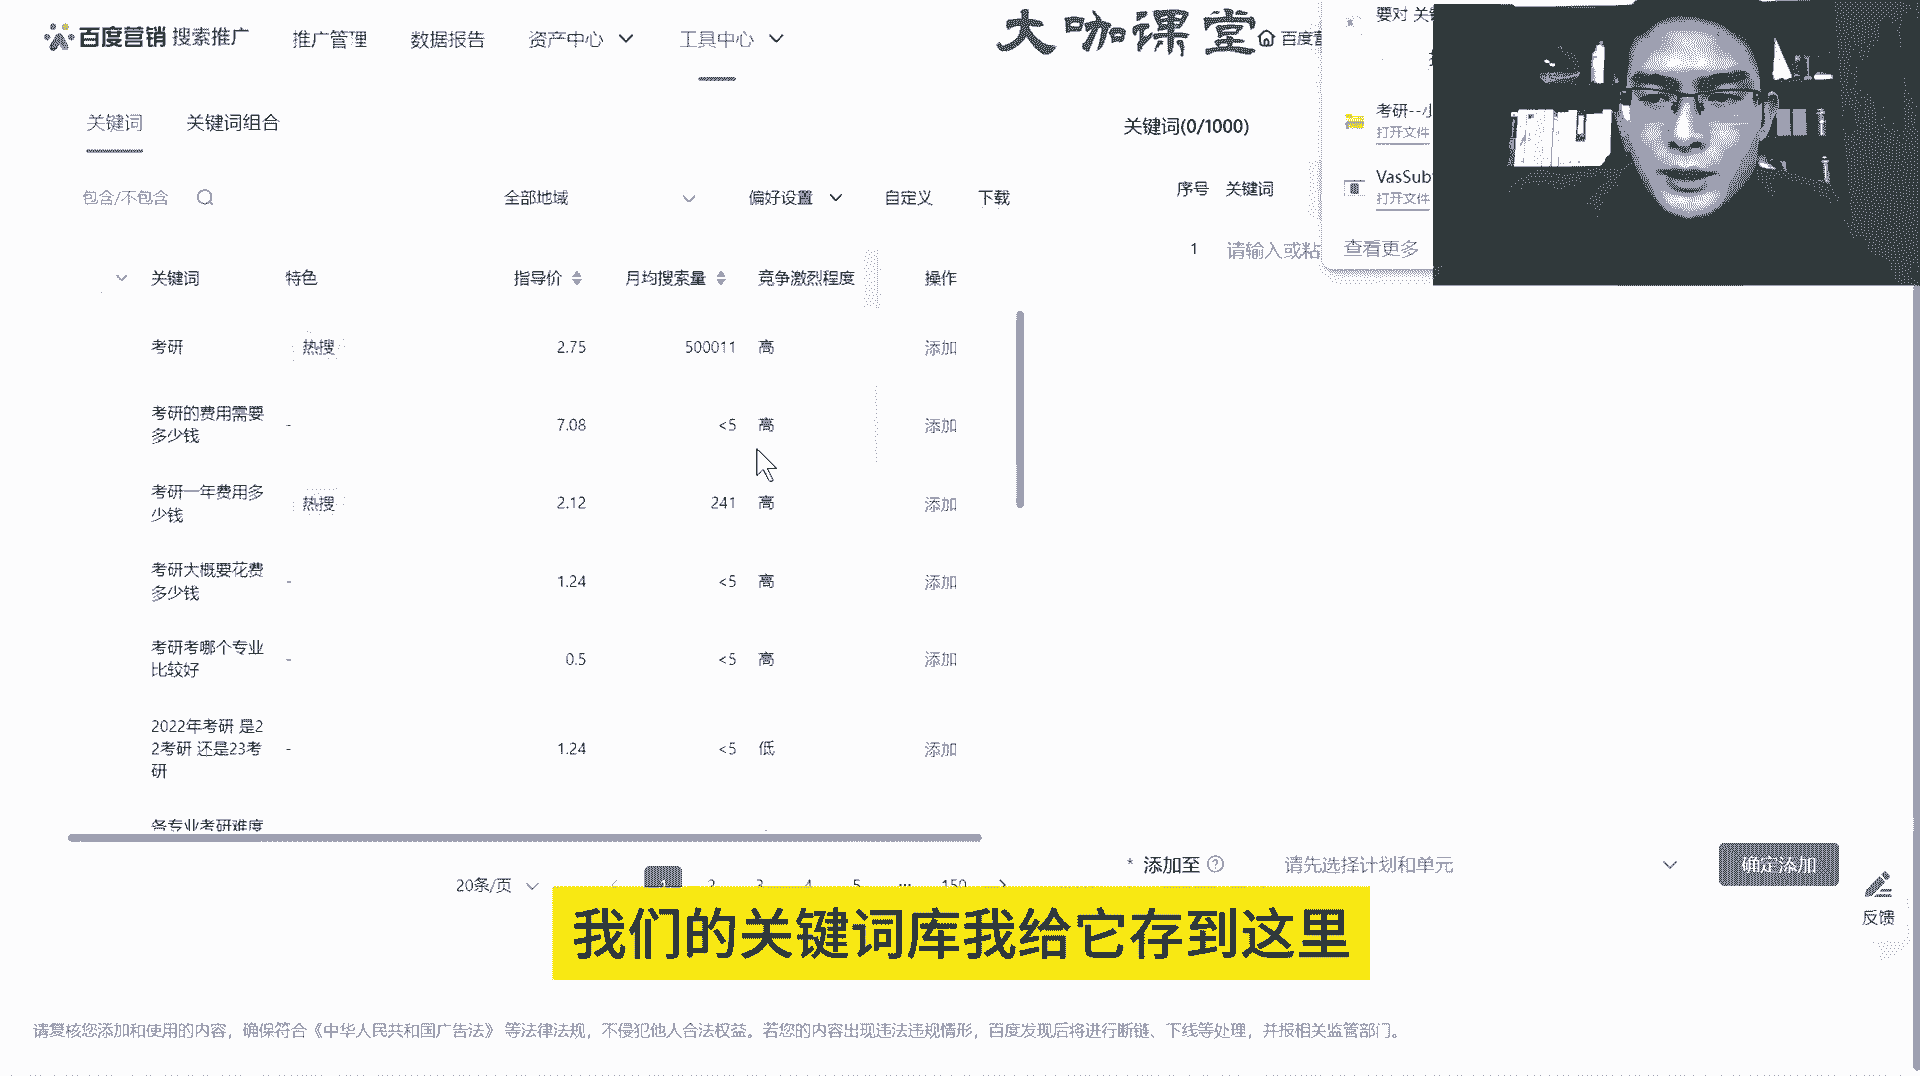 百度营销 搜索推广 推广管理 数据报告 资产中心 工具中心
大咖课堂
百度营
要对 关键
关键词 关键词组合
关键词(0/1000)
考研--小
打开文件
包含/不包含 全部地域 偏好设置 自定义 下载
序号 关键词
VasSub
打开文件
1 请输入或粘
查看更多
关键词 特色 指导价 月均搜索量 竞争激烈程度 操作
考研 热搜 2.75 500011 高 添加
考研的费用需要
多少钱 - 7.08 <5 高 添加
考研一年费用多
少钱 热搜 2.12 241 高 添加
考研大概要花费
多少钱 - 1.24 <5 高 添加
考研考哪个专业
比较好 - 0.5 <5 高 添加
2022年考研 是2
2考研 还是23考 - 1.24 <5 低 添加
研
各专业考研难度
* 添加至 请先选择计划和单元 确定添加
20条/页 1 2 3 4 5 ... 150
反馈
我们的关键词库我给它存到这里
请复核您添加和使用的内容，确保符合《中华人民共和国广告法》 等法律法规，不侵犯他人合法权益。若您的内容出现违法违规情形，百度发现后将进行断链、下线等处理，并报相关监管部门。